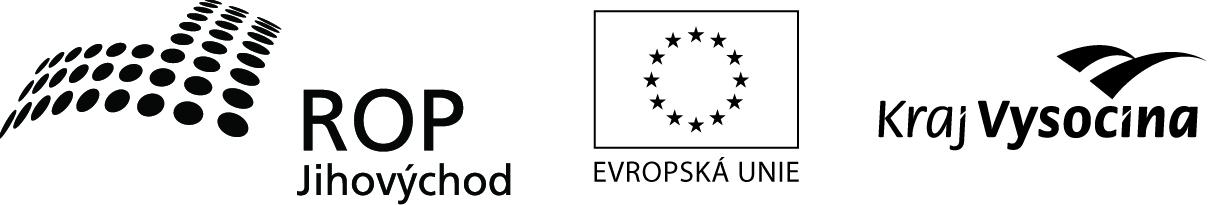 ROP
Jihovýchod
EVROPSKÁ UNIE
Kraj Vysočina